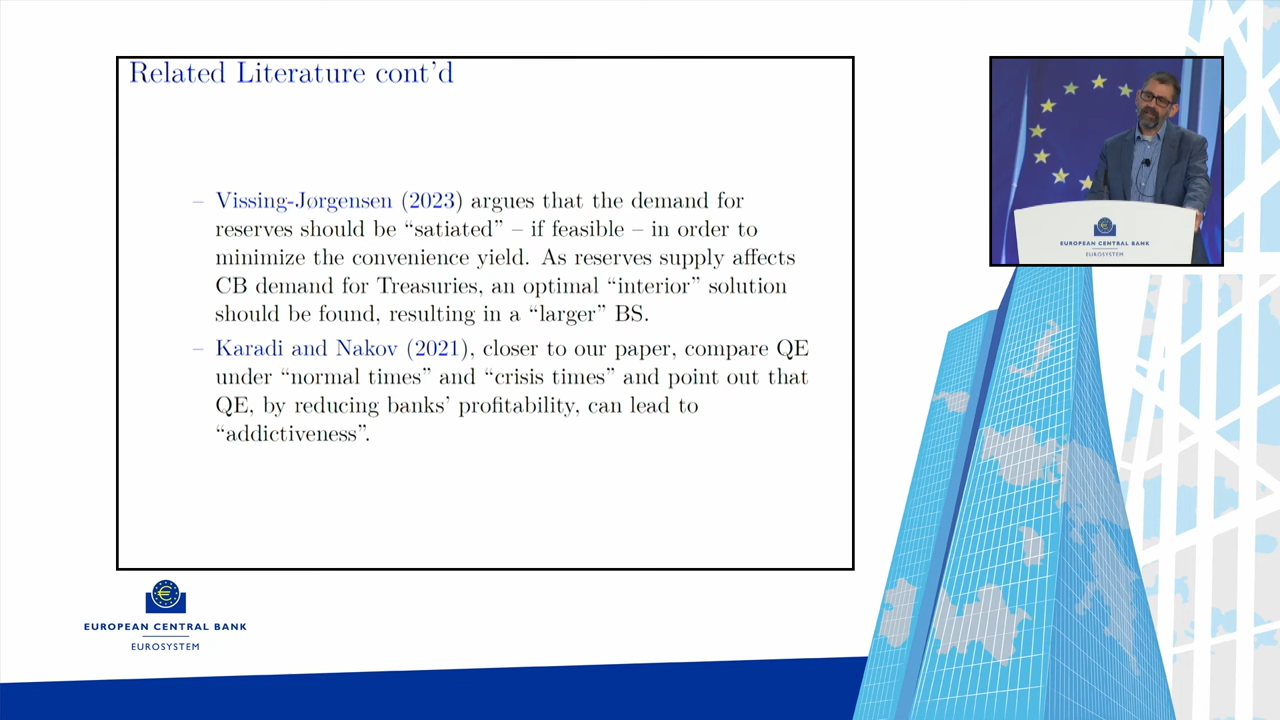 Related Literature cont'd
– Vissing-Jørgensen (2023) argues that the demand for
reserves should be “satiated” – if feasible – in order to
minimize the convenience yield. As reserves supply affects
CB demand for Treasuries, an optimal “interior” solution
should be found, resulting in a “larger” BS.
– Karadi and Nakov (2021), closer to our paper, compare QE
under “normal times” and “crisis times” and point out that
QE, by reducing banks’ profitability, can lead to
“addictiveness”.
EUROPEAN CENTRAL BANK
EUROSYSTEM
EUROPEAN CENTRAL BANK
EUROSYSTEM